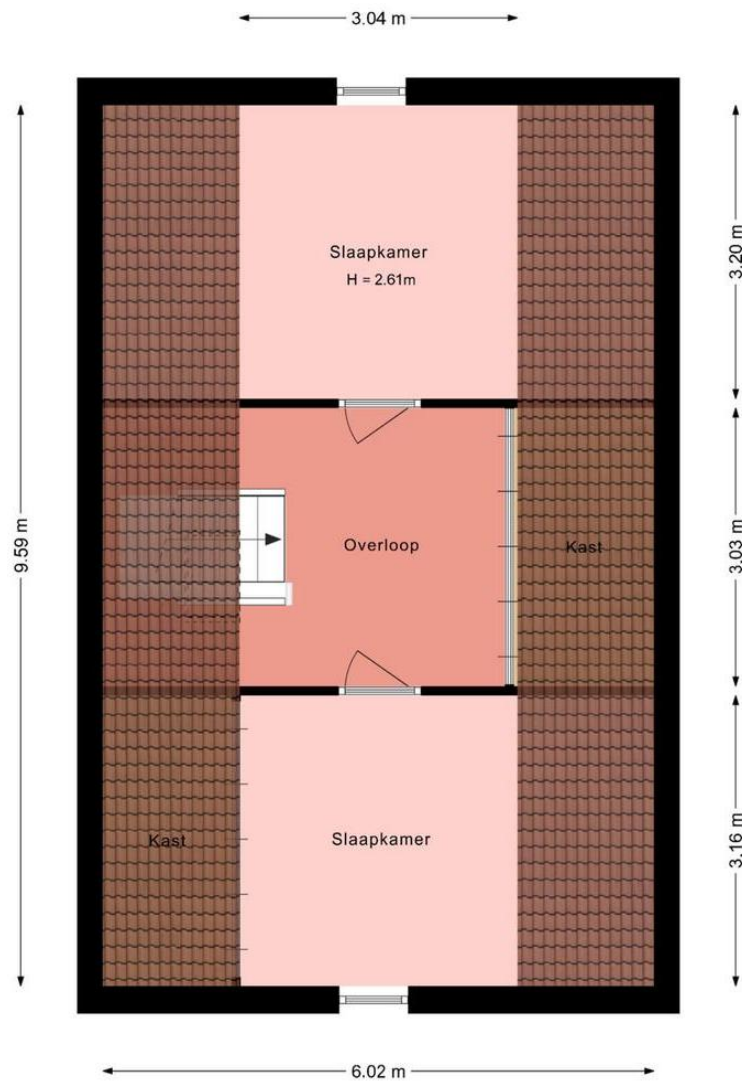 3.04 m
Slaapkamer
H = 2.61m
3.20 m
9.59 m
Overloop
Kast
3.03 m
Kast
Slaapkamer
3.16 m
6.02 m